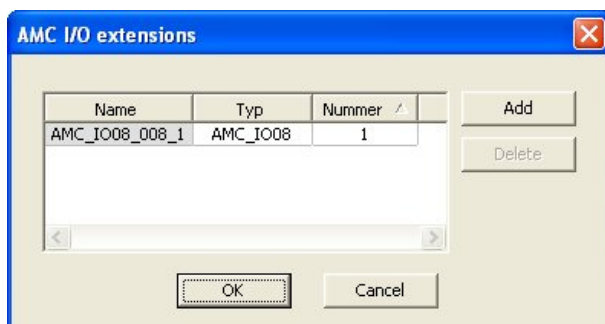 AMC I/O extensions
Name Typ Nummer Add
AMC_IO08_008_1 AMC_IO08 1
Delete
OK Cancel